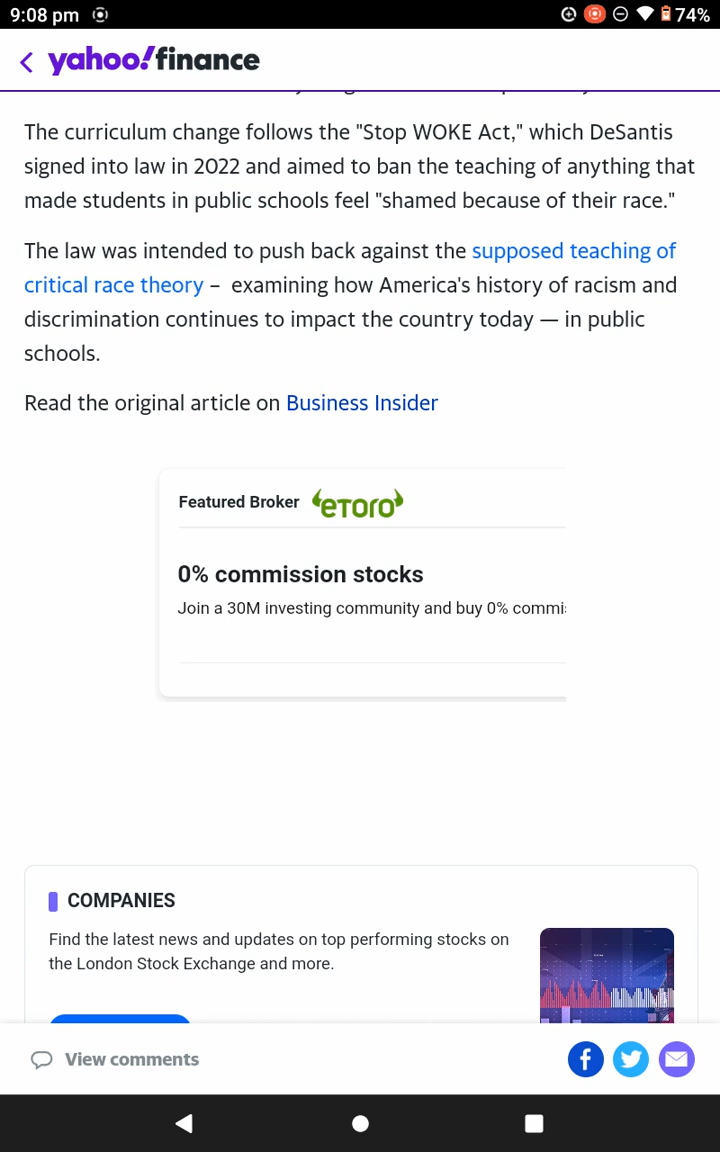 9:08 pm
74%
yahoo!finance
The curriculum change follows the "Stop WOKE Act," which DeSantis
signed into law in 2022 and aimed to ban the teaching of anything that
made students in public schools feel "shamed because of their race."
The law was intended to push back against the supposed teaching of
critical race theory – examining how America's history of racism and
discrimination continues to impact the country today — in public
schools.
Read the original article on Business Insider
Featured Broker eToro
0% commission stocks
Join a 30M investing community and buy 0%
COMPANIES
Find the latest news and updates on top performing stocks on
the London Stock Exchange and more.
View comments